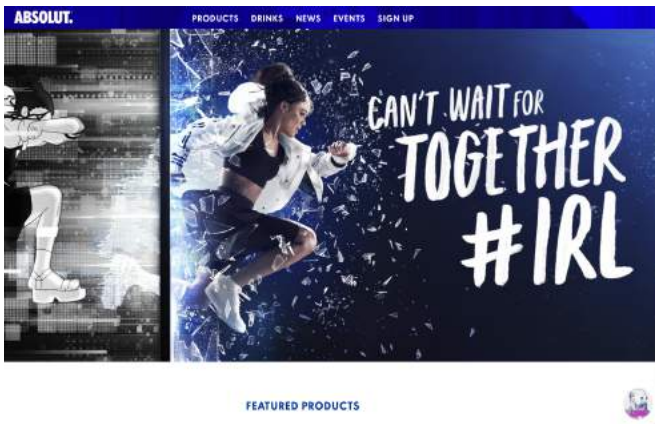 ABSOLUT.
PRODUCTS DRINKS NEWS EVENTS SIGN UP
CAN'T WAIT FOR
TOGETHER
#IRL
FEATURED PRODUCTS